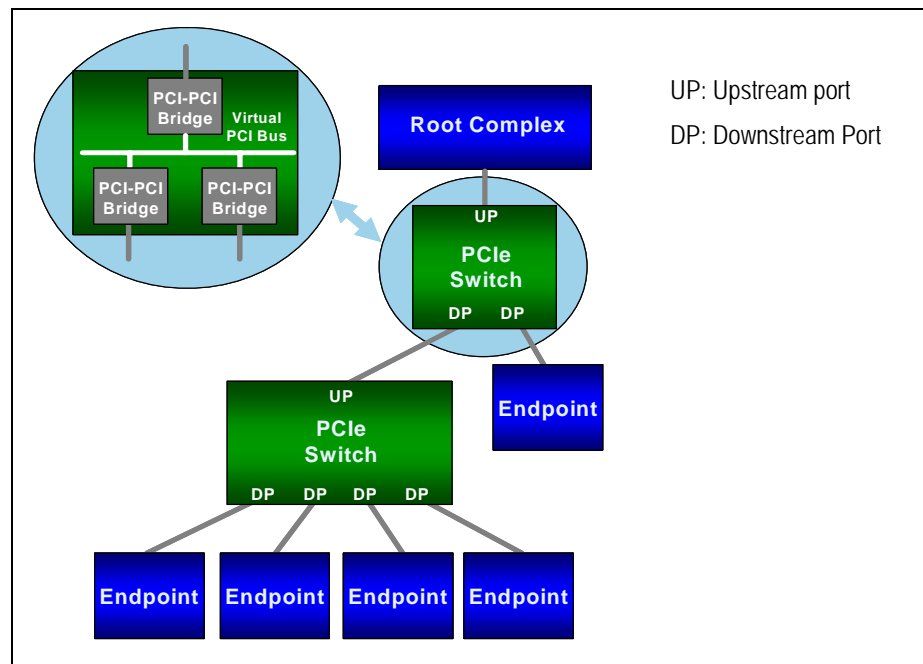 PCI-PCI
Bridge
Virtual
PCI Bus
PCI-PCI
Bridge
PCI-PCI
Bridge
Root Complex
UP: Upstream port
DP: Downstream Port
UP
PCIe
Switch
DP DP
Endpoint
UP
PCIe
Switch
DP DP DP DP
Endpoint Endpoint Endpoint Endpoint